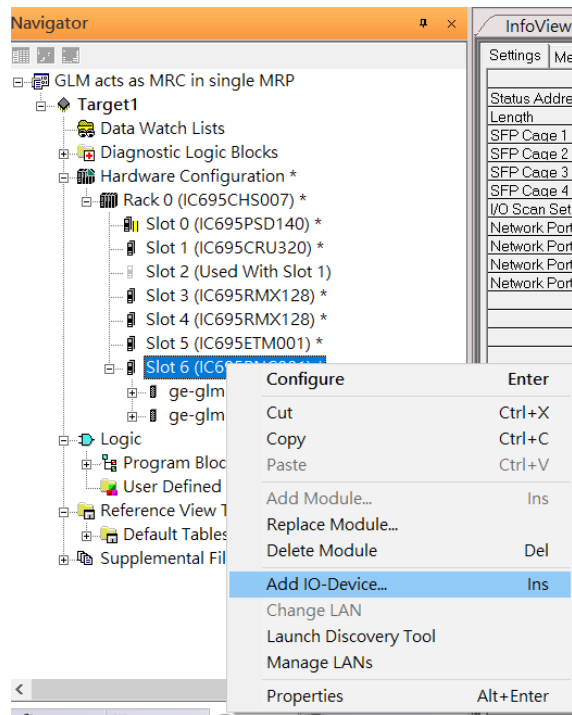 Navigator
InfoView
Settings
Me
GLM acts as MRC in single MRP
Target1
Data Watch Lists
Diagnostic Logic Blocks
Hardware Configuration *
Rack 0 (IC695CHS007) *
Slot 0 (IC695PSD140) *
Slot 1 (IC695CRU320) *
Slot 2 (Used With Slot 1)
Slot 3 (IC695RMX128) *
Slot 4 (IC695RMX128) *
Slot 5 (IC695ETM001) *
Slot 6 (IC695PNC001) *
ge-glm
ge-glm
Logic
Program Bloc
User Defined
Reference View T
Default Tables
Supplemental Fil
Status Addre
Length
SFP Cage 1
SFP Cage 2
SFP Cage 3
SFP Cage 4
I/O Scan Set
Network Port
Network Port
Network Port
Network Port
Configure Enter
Cut Ctrl+X
Copy Ctrl+C
Paste Ctrl+V
Add Module... Ins
Replace Module...
Delete Module Del
Add IO-Device... Ins
Change LAN
Launch Discovery Tool
Manage LANs
Properties Alt+Enter